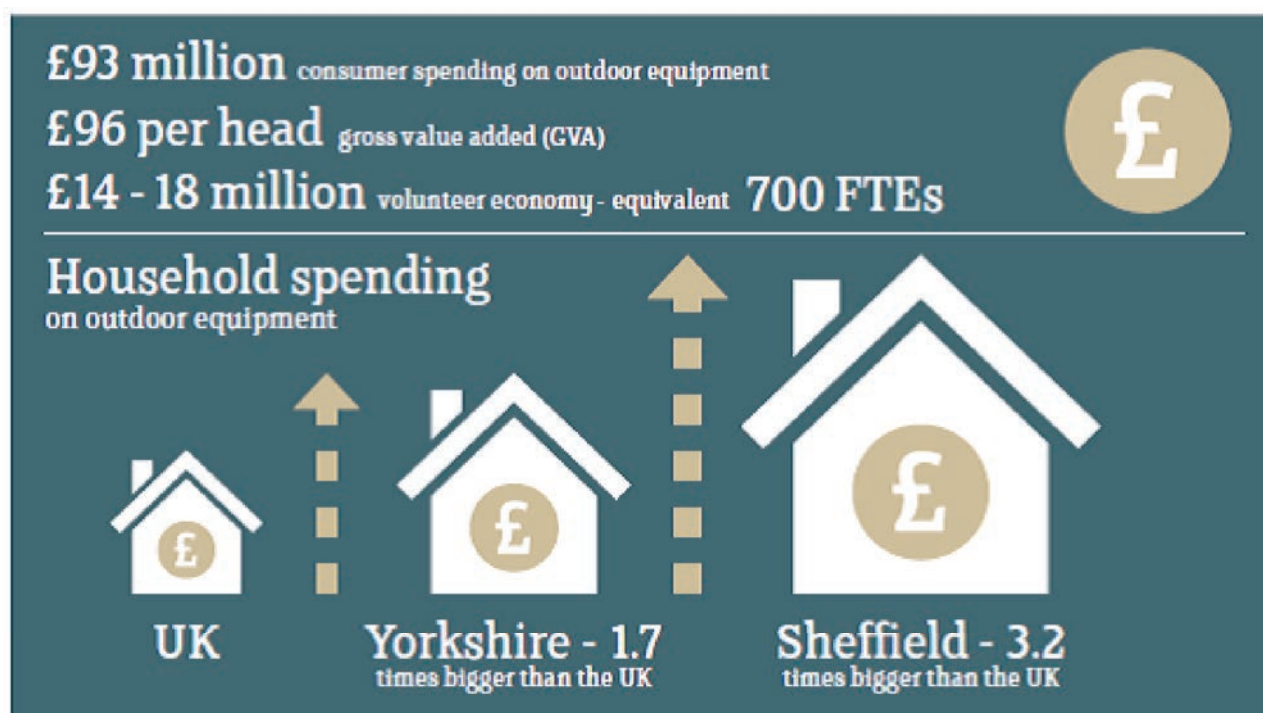 £93 million consumer spending on outdoor equipment
£96 per head gross value added (GVA)
£14 - 18 million volunteer economy - equivalent 700 FTEs
£
Household spending
on outdoor equipment
£
£
£
UK
Yorkshire - 1.7
times bigger than the UK
Sheffield - 3.2
times bigger than the UK